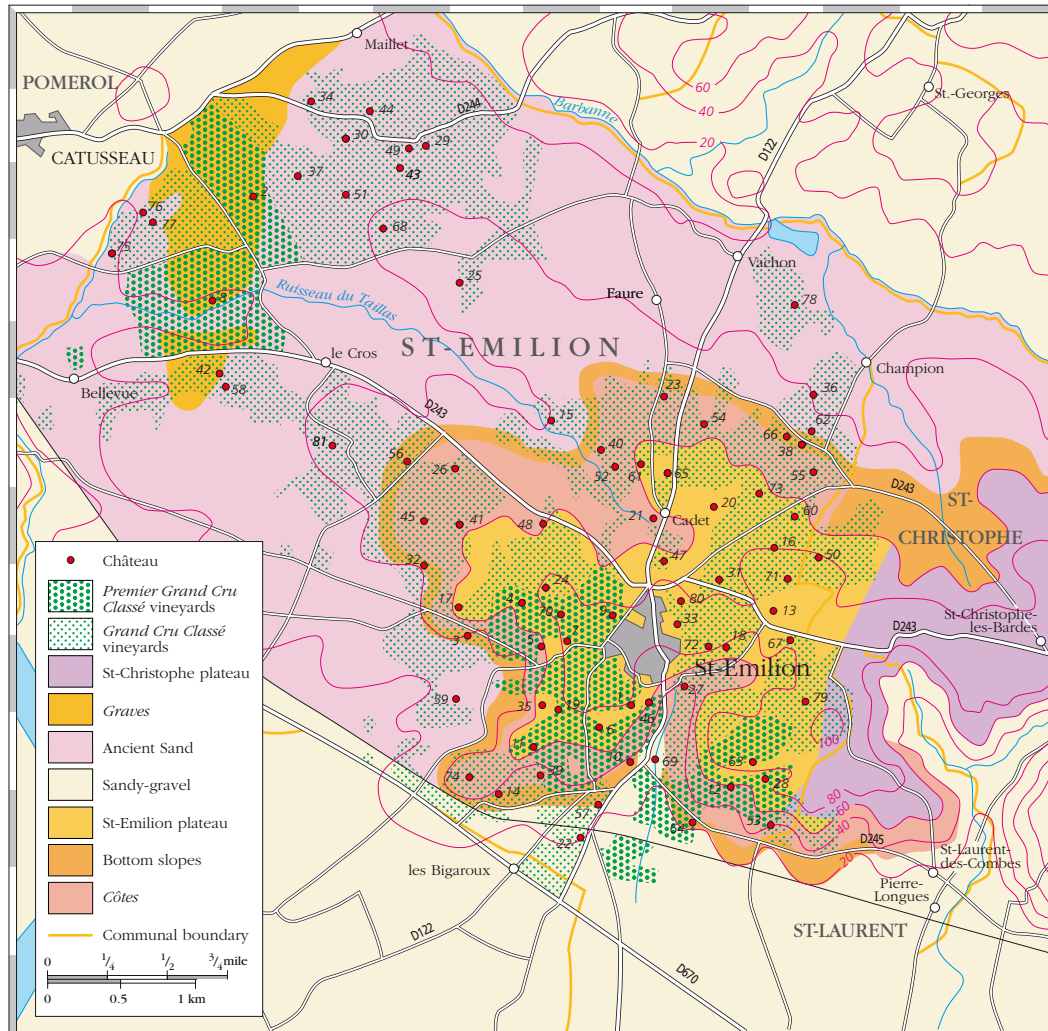 Maillet
POMEROL
60
40
20
St.-Georges
34
44
D244
Barbanne
30
49
29
D122
CATUSSEAU
43
37
2
51
76
77
68
75
Vachon
25
8
Ruisseau du Taillas
Faure
78
ST-EMILION
le Cros
Champion
42
58
Bellevue
23
36
D243
15
54
62
81
40
66
38
56
26
52
61
65
55
D243
ST-
CHRISTOPHE
73
20
60
45
41
48
21
Cadet
16
50
32
47
24
31
71
17
4
70
9
80
13
33
St-Christophe-
les-Bardes
3
5
72
18
67
D243
St-Emilion
27
59
35
19
1
46
79
6
11
10
69
63
100
74
39
28
14
12
80
60
40
20
57
64
53
D245
22
St-Laurent-
des-Combes
les Bigaroux
Pierre-
Longues
ST-LAURENT
D122
D670
Château
Premier Grand Cru
Classé vineyards
Grand Cru Classé
vineyards
St-Christophe plateau
Graves
Ancient Sand
Sandy-gravel
St-Emilion plateau
Bottom slopes
Côtes
Communal boundary
0 1/4 1/2 3/4 mile
0 0.5 1 km